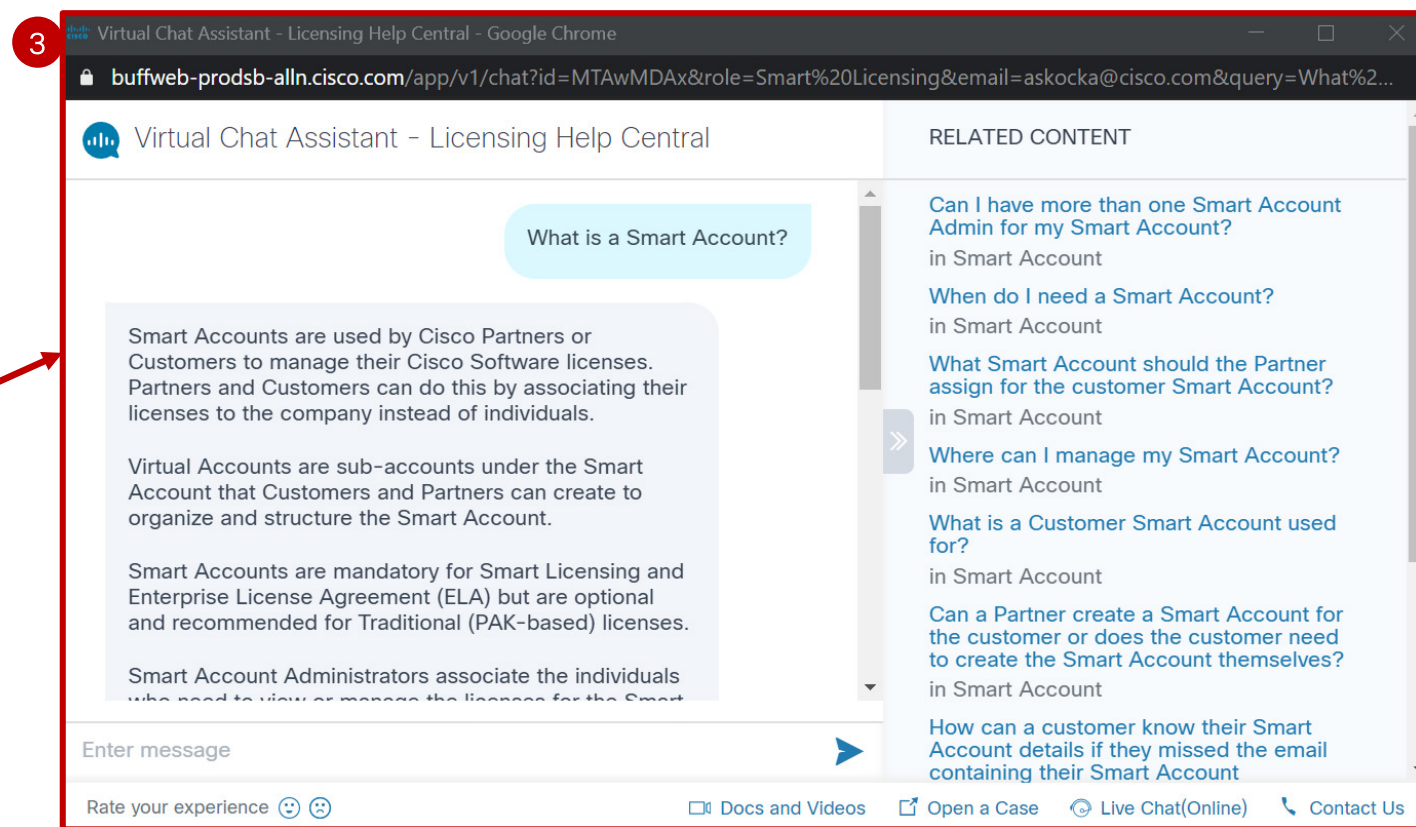 3
Virtual Chat Assistant - Licensing Help Central - Google Chrome
buffweb-prodsb-alln.cisco.com/app/v1/chat?id=MTAwMDAx&role=Smart%20Licensing&email=askocka@cisco.com&query=What%2...
Virtual Chat Assistant - Licensing Help Central
What is a Smart Account?
Smart Accounts are used by Cisco Partners or
Customers to manage their Cisco Software licenses.
Partners and Customers can do this by associating their
licenses to the company instead of individuals.
Virtual Accounts are sub-accounts under the Smart
Account that Customers and Partners can create to
organize and structure the Smart Account.
Smart Accounts are mandatory for Smart Licensing and
Enterprise License Agreement (ELA) but are optional
and recommended for Traditional (PAK-based) licenses.
Smart Account Administrators associate the individuals
who need to view or manage the licenses for the Smart
Enter message
RELATED CONTENT
Can I have more than one Smart Account
Admin for my Smart Account?
in Smart Account
When do I need a Smart Account?
in Smart Account
What Smart Account should the Partner
assign for the customer Smart Account?
in Smart Account
Where can I manage my Smart Account?
in Smart Account
What is a Customer Smart Account used
for?
in Smart Account
Can a Partner create a Smart Account for
the customer or does the customer need
to create the Smart Account themselves?
in Smart Account
How can a customer know their Smart
Account details if they missed the email
containing their Smart Account
Rate your experience
Docs and Videos
Open a Case
Live Chat(Online)
Contact Us